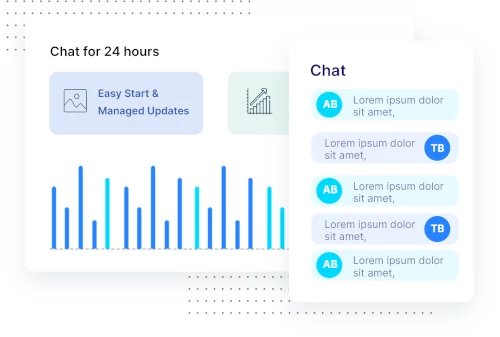 Chat for 24 hours
Easy Start &
Managed Updates
Chat
AB
Lorem ipsum dolor
sit amet,
Lorem ipsum dolor
sit amet,
TB
AB
Lorem ipsum dolor
sit amet,
Lorem ipsum dolor
sit amet,
TB
AB
Lorem ipsum dolor
sit amet,